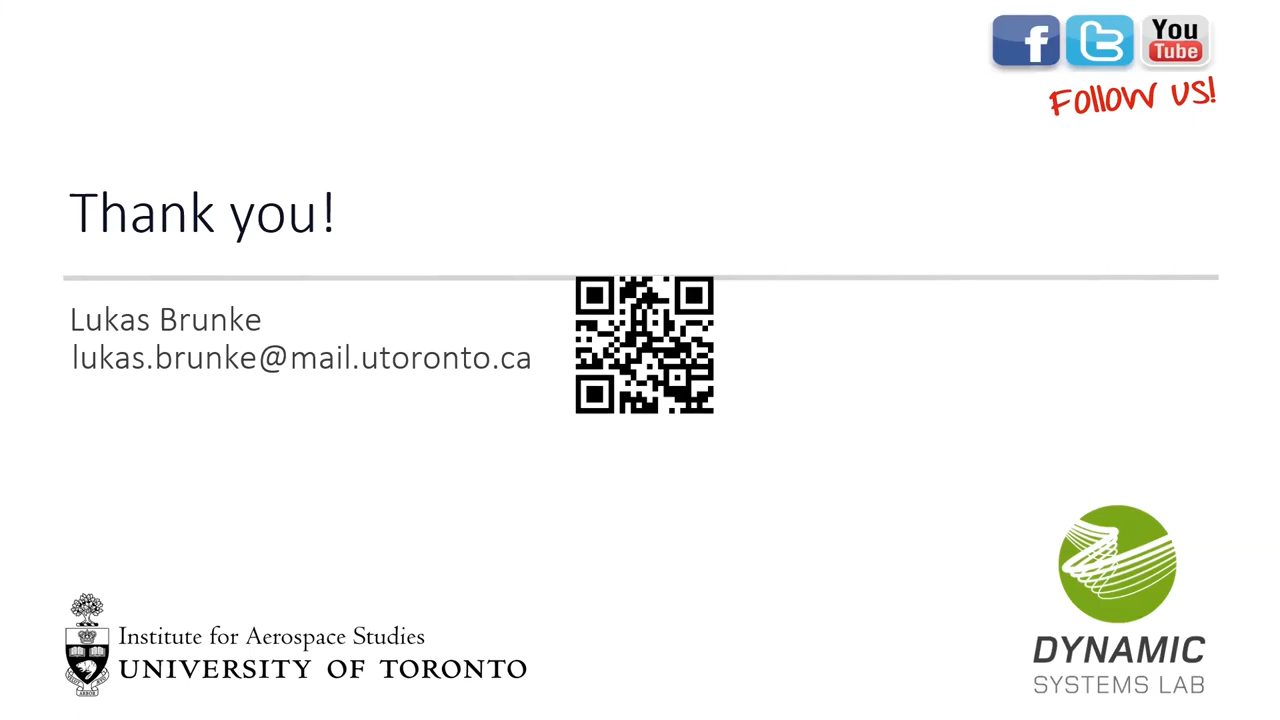 f
t
You
Tube
Follow us!
Thank you!
Lukas Brunke
lukas.brunke@mail.utoronto.ca
Institute for Aerospace Studies
UNIVERSITY OF TORONTO
DYNAMIC
SYSTEMS LAB